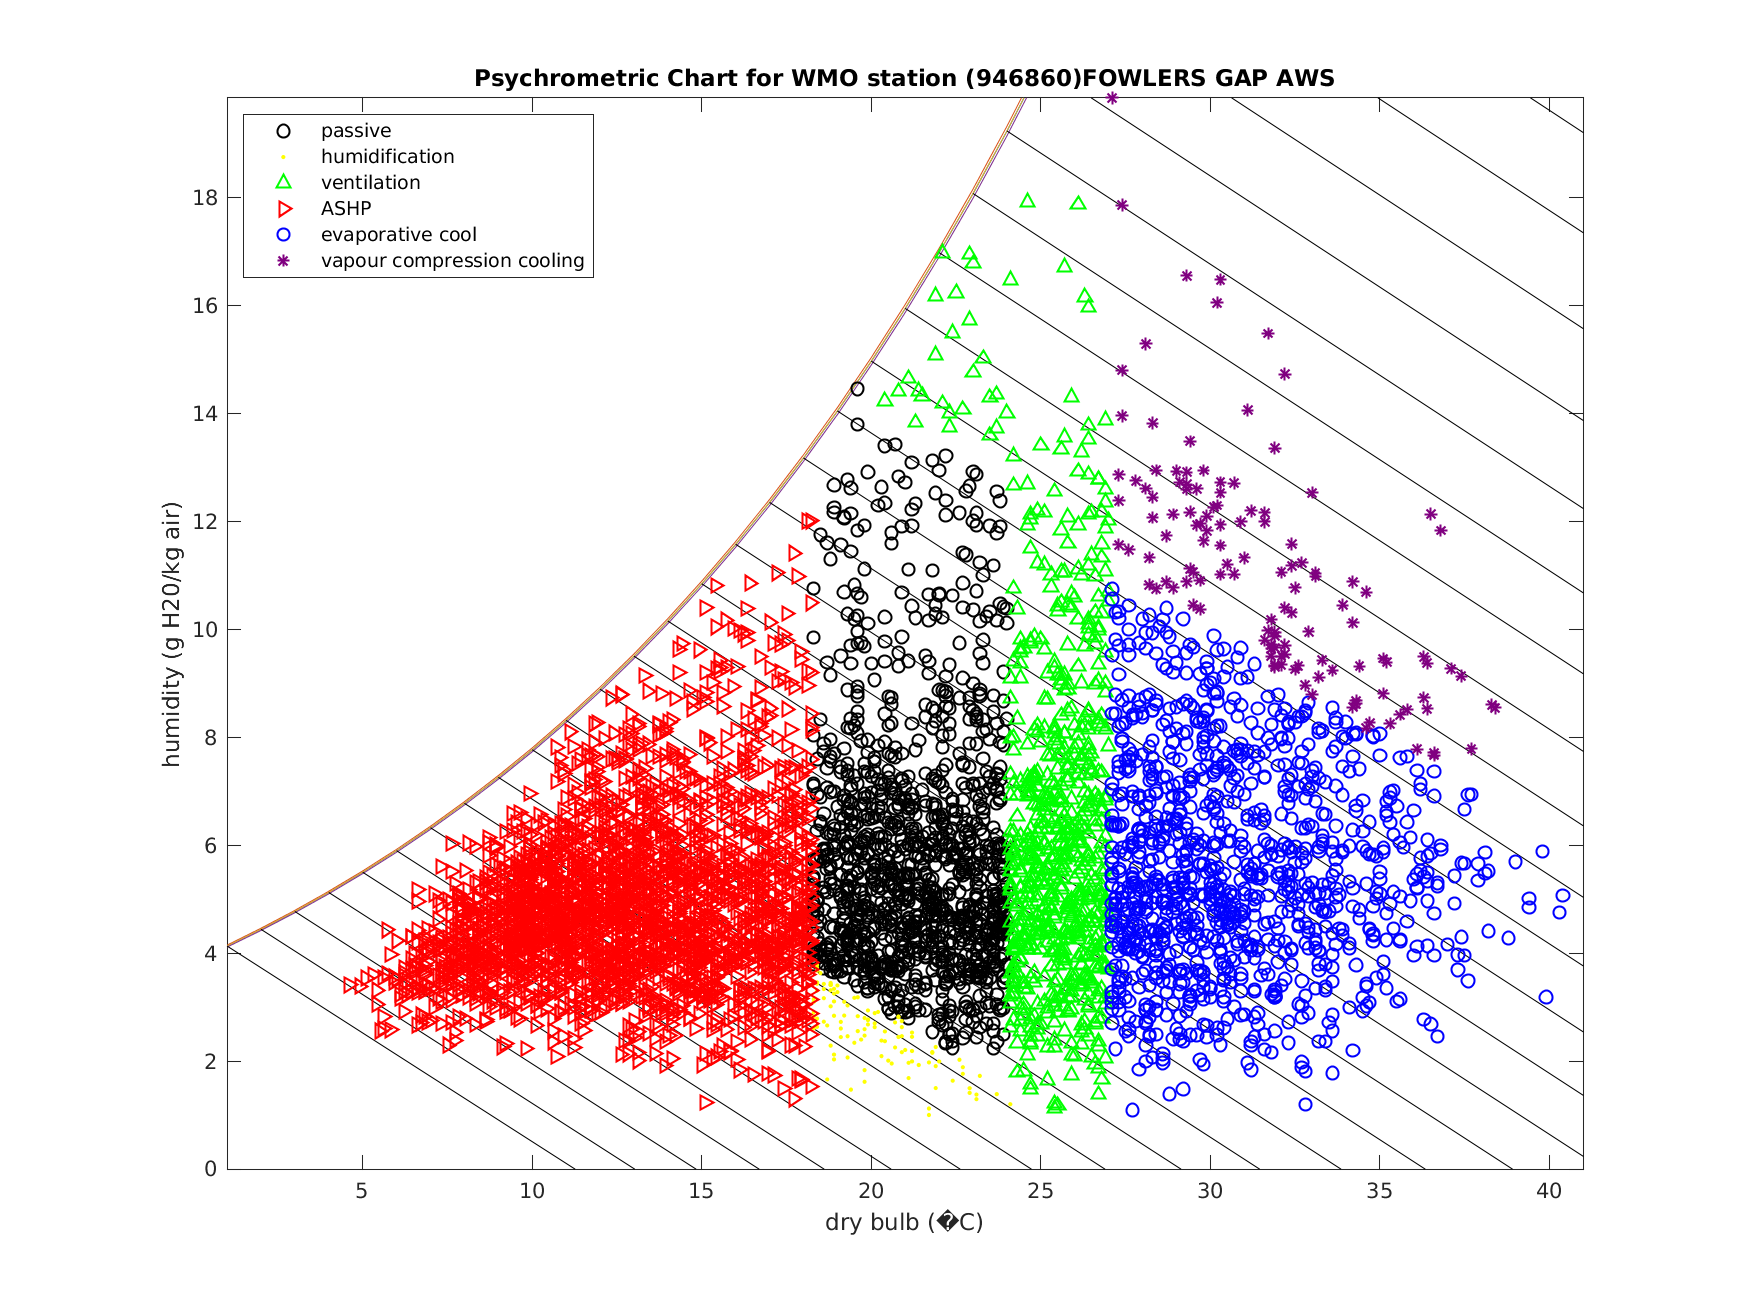 Psychrometric Chart for WMO station (946860)FOWLERS GAP AWS
passive
humidification
ventilation
ASHP
evaporative cool
vapour compression cooling
humidity (g H20/kg air)
18
16
14
12
10
8
6
4
2
0
5 10 15 20 25 30 35 40
dry bulb (�C)